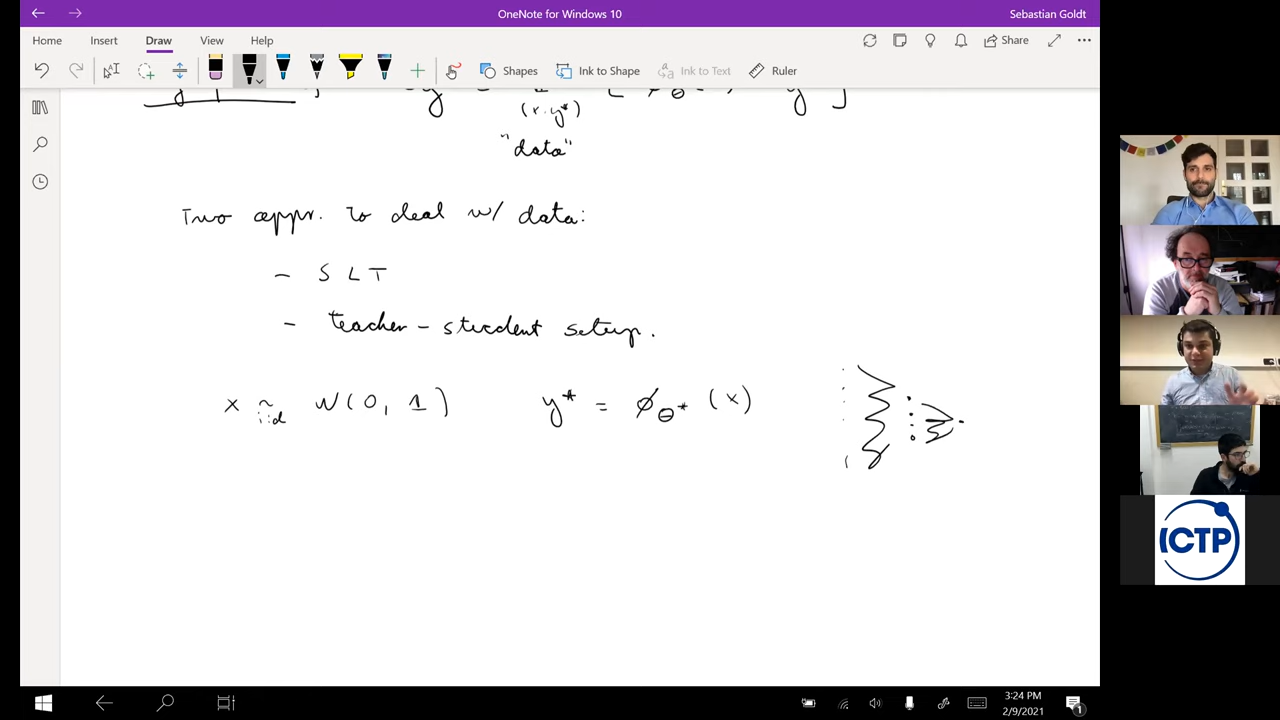 OneNote for Windows 10
Sebastian Goldt
Home Insert Draw View Help
Share
Shapes Ink to Shape Ink to Text Ruler
(x, y*)
"data"
Two appr. to deal w/ data:
- SLT
- teacher - student setup.
x ~ iid N(0, 1) y* = ϕθ* (x)
ICTP
3:24 PM
2/9/2021
1